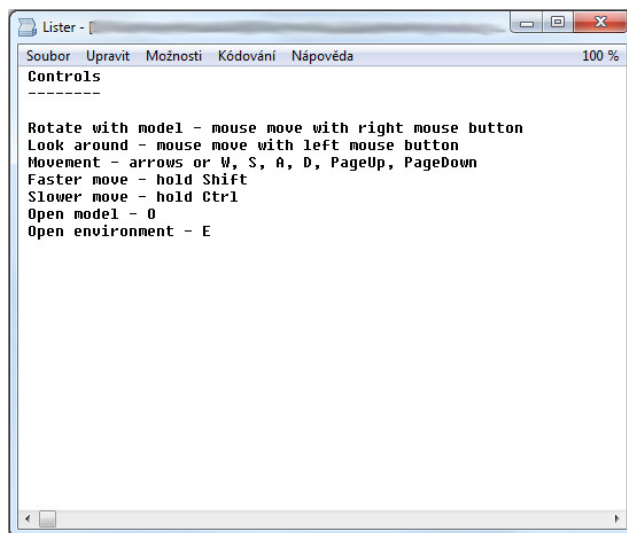 Lister - [
Soubor Upravit Možnosti Kódování Nápověda 100 %
Controls
--------
Rotate with model - mouse move with right mouse button
Look around - mouse move with left mouse button
Movement - arrows or W, S, A, D, PageUp, PageDown
Faster move - hold Shift
Slower move - hold Ctrl
Open model - O
Open environment - E